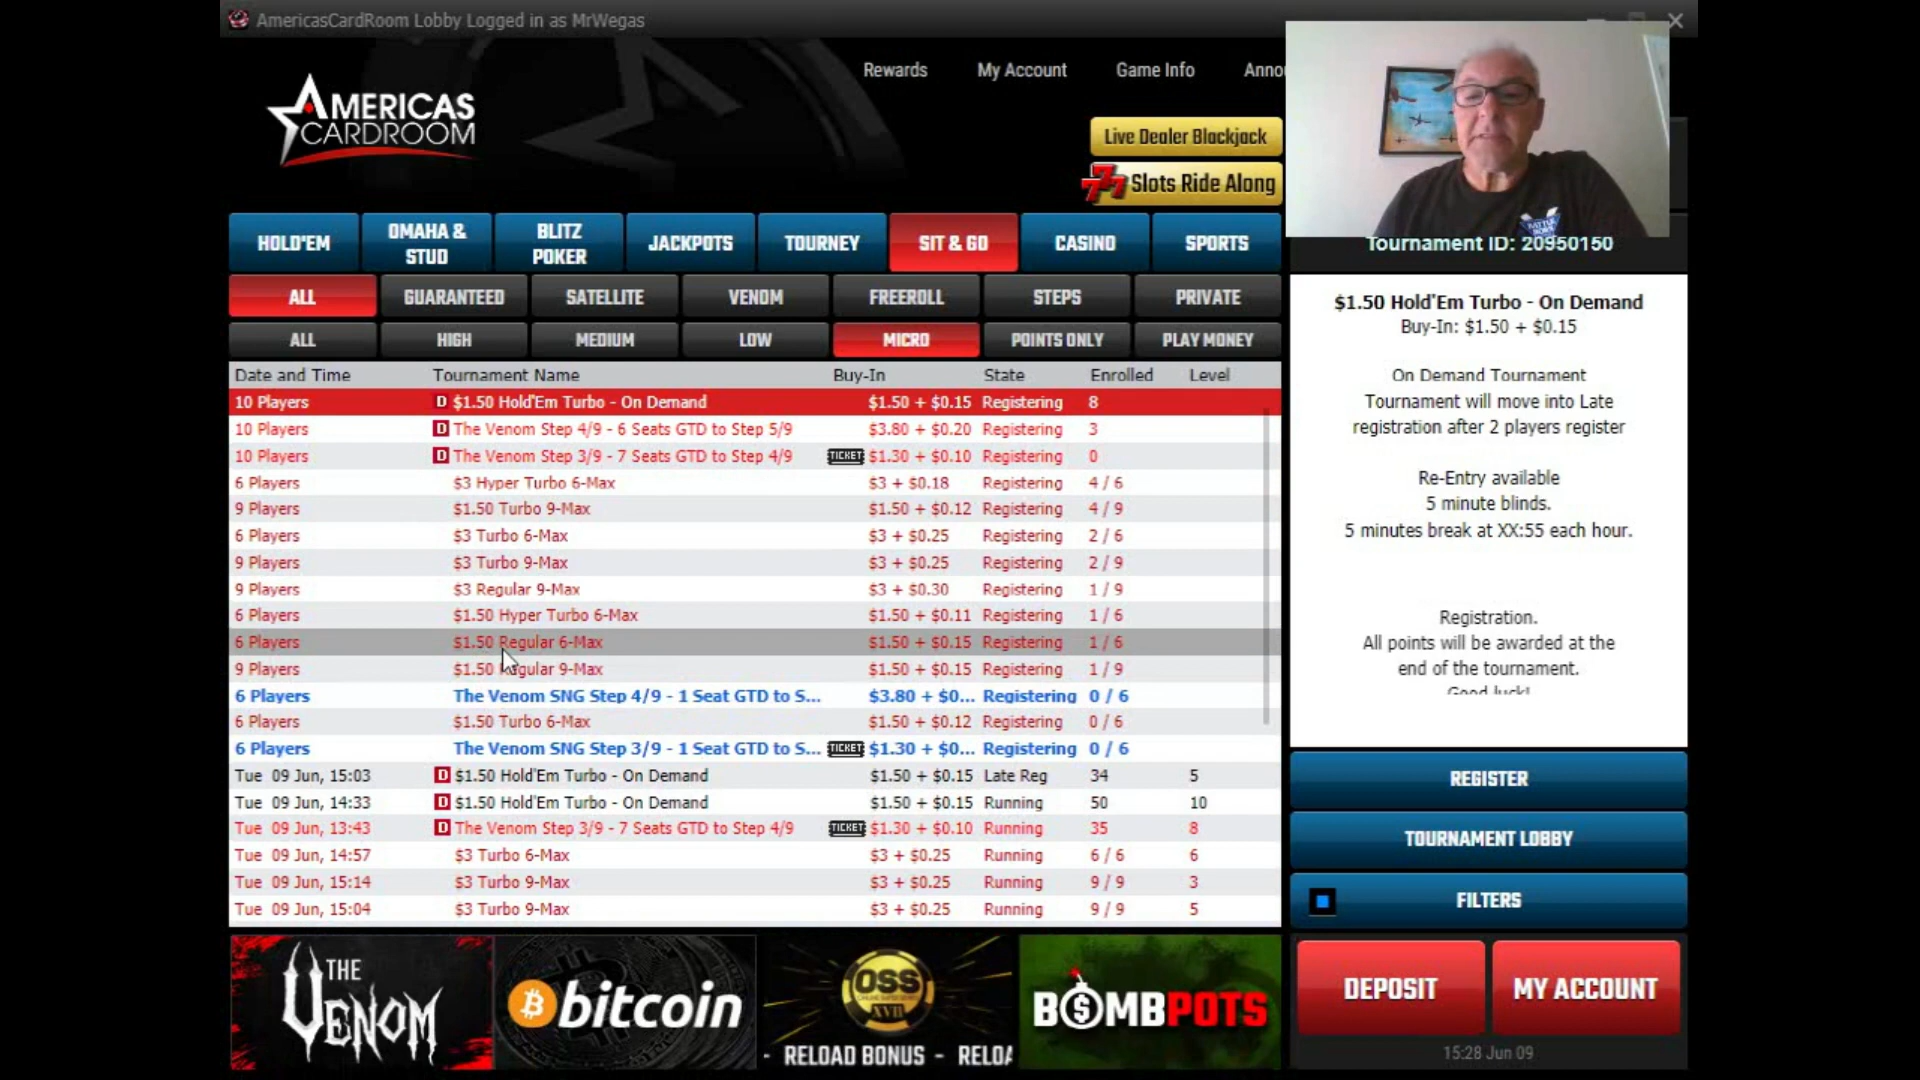 AmericasCardRoom Lobby Logged in as MrWegas
Rewards
My Account
Game Info
AMERICAS
CARDROOM
Live Dealer Blackjack
777 Slots Ride Along
HOLD'EM
OMAHA &
STUD
BLITZ
POKER
JACKPOTS
TOURNEY
SIT & GO
CASINO
SPORTS
Tournament ID: 20950150
ALL
GUARANTEED
SATELLITE
VENOM
FREEROLL
STEPS
PRIVATE
ALL
HIGH
MEDIUM
LOW
MICRO
POINTS ONLY
PLAY MONEY
Date and Time Tournament Name Buy-In State Enrolled Level
10 Players D $1.50 Hold'Em Turbo - On Demand $1.50 + $0.15 Registering 8
10 Players D The Venom Step 4/9 - 6 Seats GTD to Step 5/9 $3.80 + $0.20 Registering 3
10 Players D The Venom Step 3/9 - 7 Seats GTD to Step 4/9 TICKET $1.30 + $0.10 Registering 0
6 Players $3 Hyper Turbo 6-Max $3 + $0.18 Registering 4 / 6
9 Players $1.50 Turbo 9-Max $1.50 + $0.12 Registering 4 / 9
6 Players $3 Turbo 6-Max $3 + $0.25 Registering 2 / 6
9 Players $3 Turbo 9-Max $3 + $0.25 Registering 2 / 9
9 Players $3 Regular 9-Max $3 + $0.30 Registering 1 / 9
6 Players $1.50 Hyper Turbo 6-Max $1.50 + $0.11 Registering 1 / 6
6 Players $1.50 Regular 6-Max $1.50 + $0.15 Registering 1 / 6
9 Players $1.50 Regular 9-Max $1.50 + $0.15 Registering 1 / 9
6 Players The Venom SNG Step 4/9 - 1 Seat GTD to S... $3.80 + $0... Registering 0 / 6
6 Players $1.50 Turbo 6-Max $1.50 + $0.12 Registering 0 / 6
6 Players The Venom SNG Step 3/9 - 1 Seat GTD to S... TICKET $1.30 + $0... Registering 0 / 6
Tue 09 Jun, 15:03 D $1.50 Hold'Em Turbo - On Demand $1.50 + $0.15 Late Reg 34 5
Tue 09 Jun, 14:33 D $1.50 Hold'Em Turbo - On Demand $1.50 + $0.15 Running 50 10
Tue 09 Jun, 13:43 D The Venom Step 3/9 - 7 Seats GTD to Step 4/9 TICKET $1.30 + $0.10 Running 35 8
Tue 09 Jun, 14:57 $3 Turbo 6-Max $3 + $0.25 Running 6 / 6 6
Tue 09 Jun, 15:14 $3 Turbo 9-Max $3 + $0.25 Running 9 / 9 3
Tue 09 Jun, 15:04 $3 Turbo 9-Max $3 + $0.25 Running 9 / 9 5
$1.50 Hold'Em Turbo - On Demand
Buy-In: $1.50 + $0.15
On Demand Tournament
Tournament will move into Late
registration after 2 players register
Re-Entry available
5 minute blinds.
5 minutes break at XX:55 each hour.
Registration.
All points will be awarded at the
end of the tournament.
Good luck!
REGISTER
TOURNAMENT LOBBY
FILTERS
DEPOSIT
MY ACCOUNT
15:28 Jun 09
THE
VENOM
bitcoin
OSS
XVII
- RELOAD BONUS -
BOMBPOTS